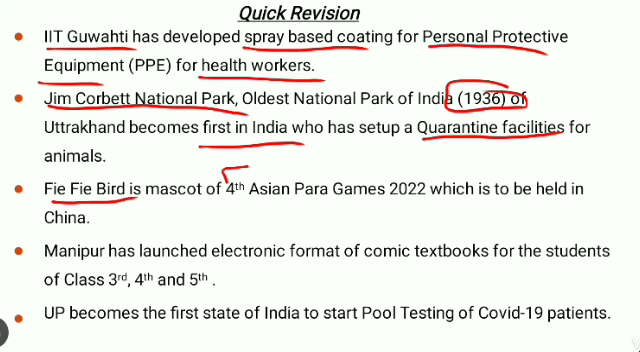 Quick Revision
IIT Guwahti has developed spray based coating for Personal Protective
Equipment (PPE) for health workers.
Jim Corbett National Park, Oldest National Park of India (1936) of
Uttrakhand becomes first in India who has setup a Quarantine facilities for
animals.
Fie Fie Bird is mascot of 4th Asian Para Games 2022 which is to be held in
China.
Manipur has launched electronic format of comic textbooks for the students
of Class 3rd, 4th and 5th .
UP becomes the first state of India to start Pool Testing of Covid-19 patients.